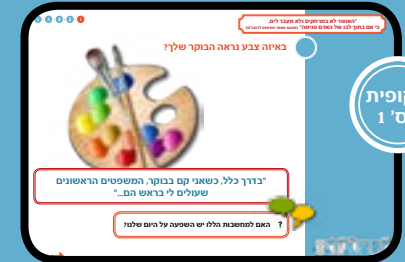 "האושר לא במרחקים ולא מעבר לים,
כי אם בתוך לבו של האדם פנימה"
באיזה צבע נראה הבוקר שלך?
"בדרך כלל, כשאני קם בבוקר, המשפטים הראשונים
שעולים לי בראש הם..."
? האם למחשבות הללו יש השפעה על היום שלנו?
קופית
ס' 1